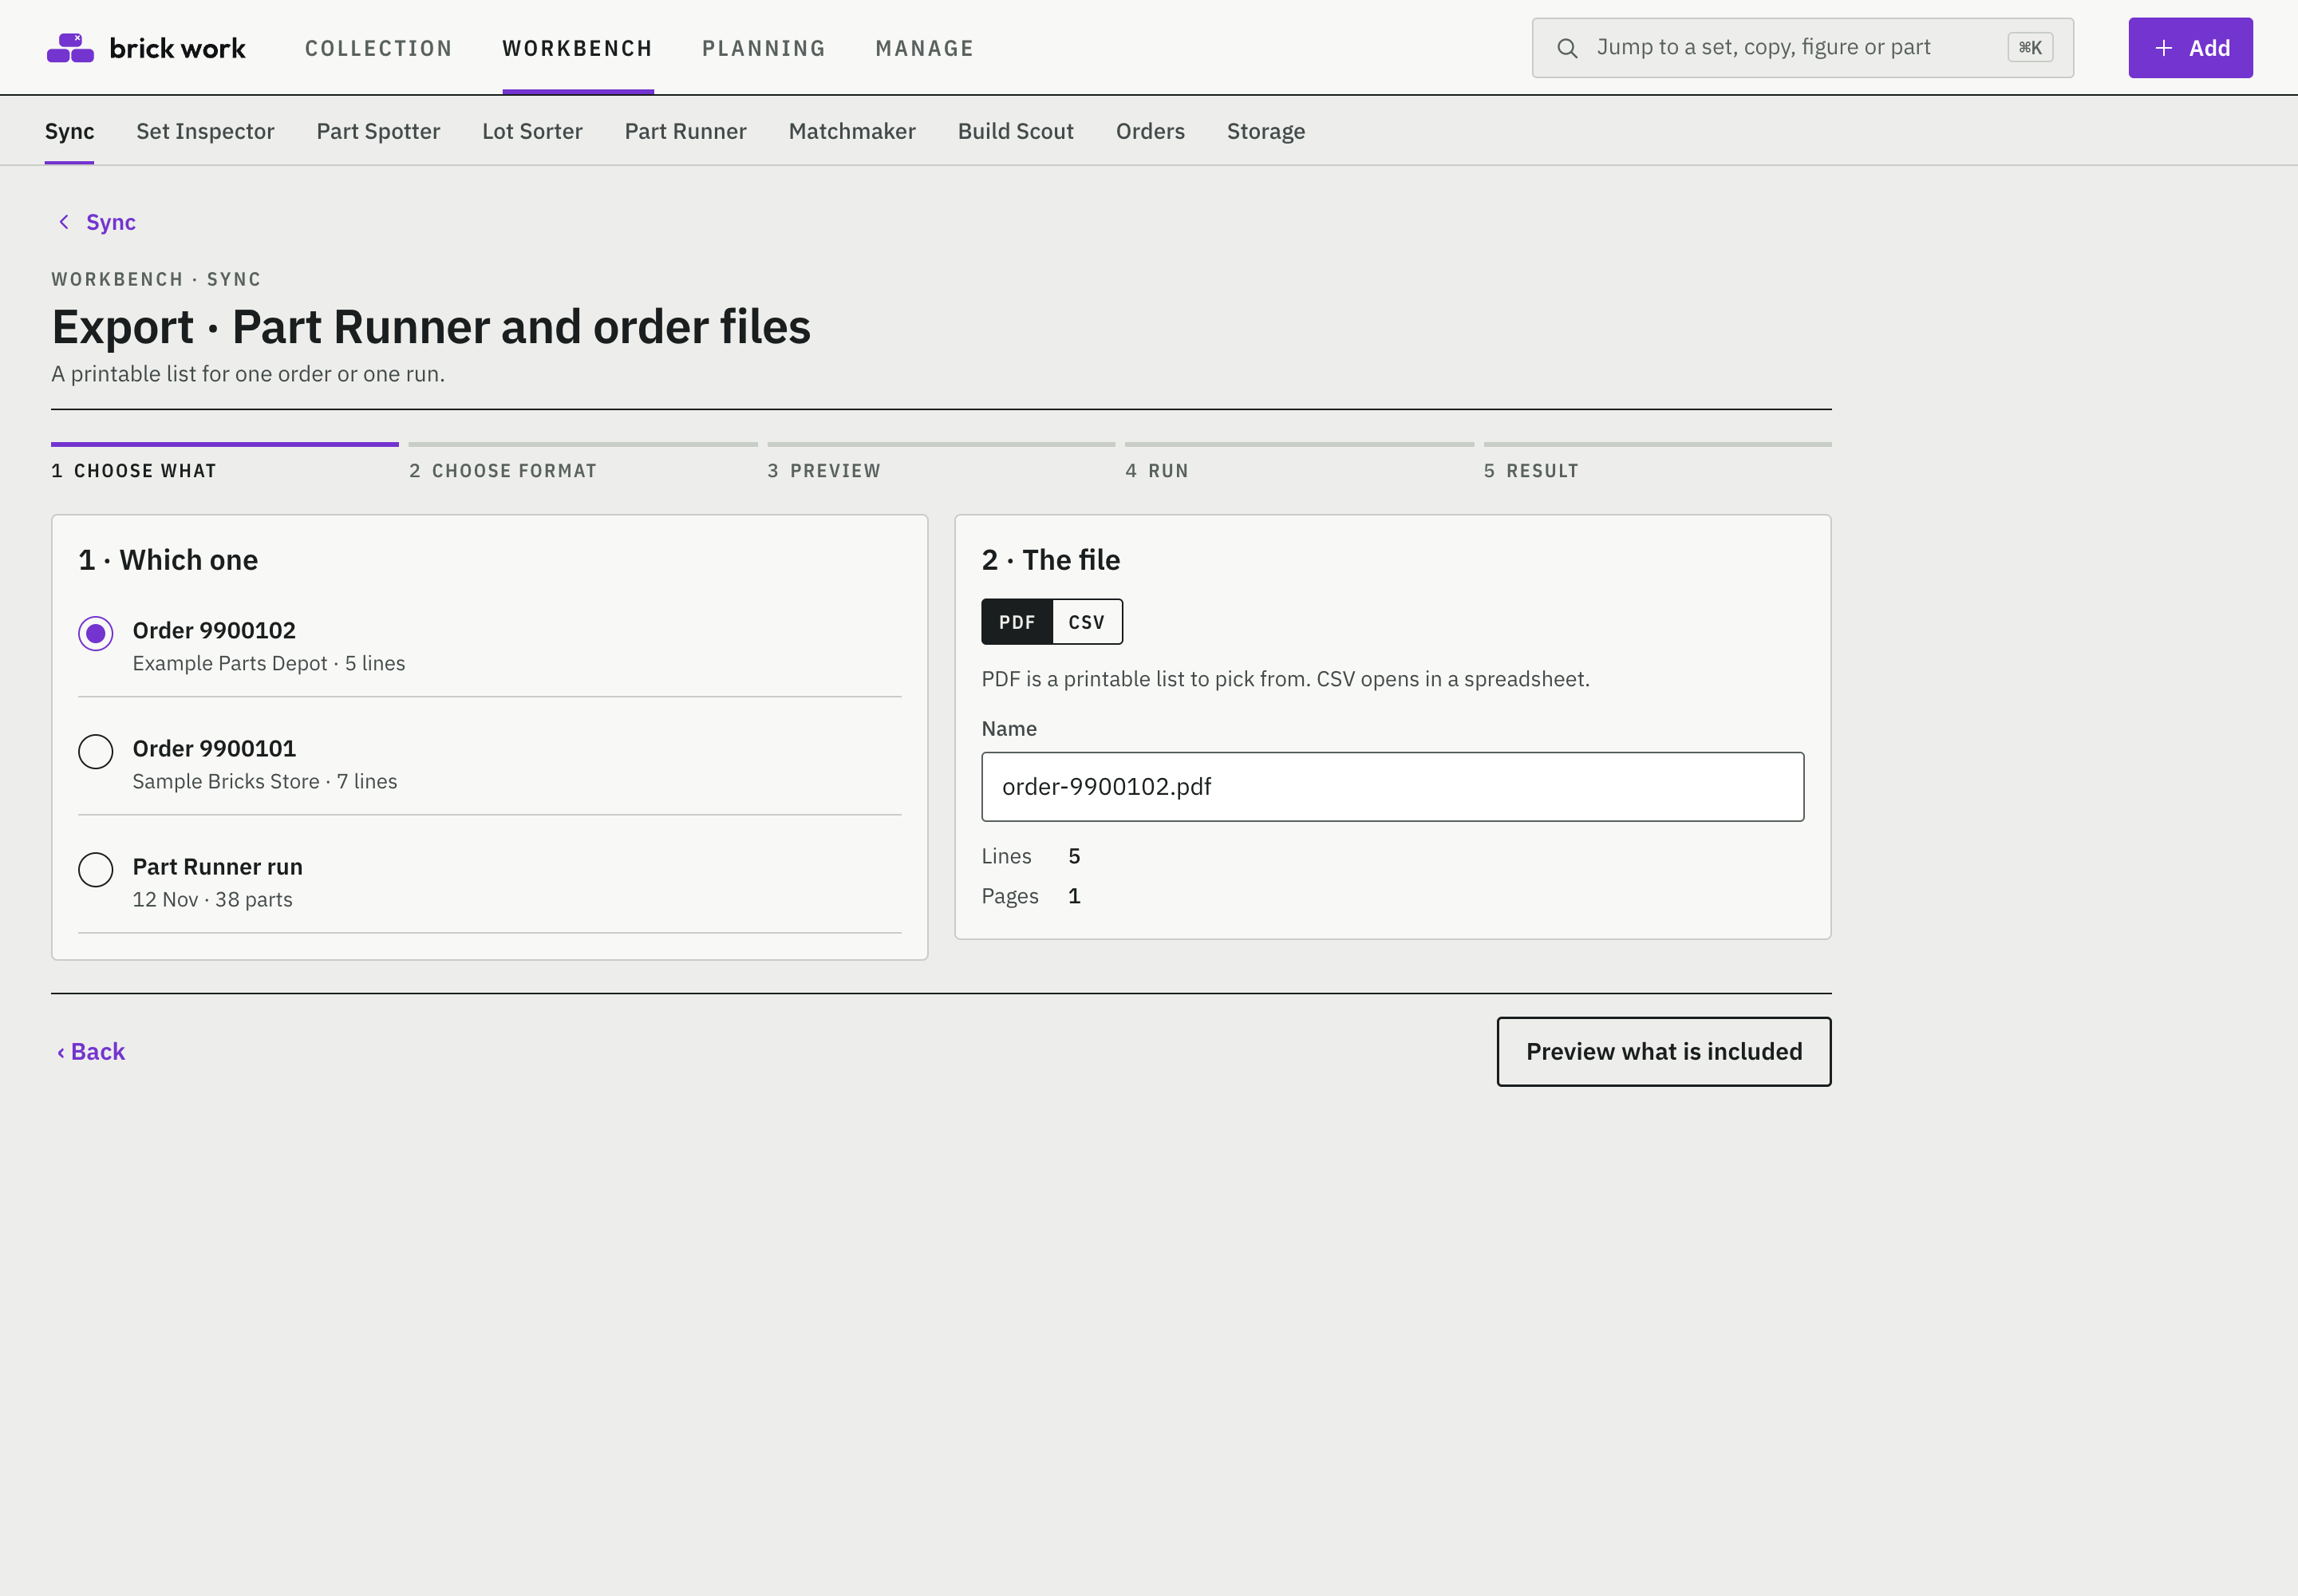 brick work COLLECTION WORKBENCH PLANNING MANAGE Jump to a set, copy, figure or part ⌘K + Add
Sync Set Inspector Part Spotter Lot Sorter Part Runner Matchmaker Build Scout Orders Storage
‹ Sync
WORKBENCH · SYNC
Export · Part Runner and order files
A printable list for one order or one run.
1 CHOOSE WHAT 2 CHOOSE FORMAT 3 PREVIEW 4 RUN 5 RESULT
1 · Which one
Order 9900102
Example Parts Depot · 5 lines
Order 9900101
Sample Bricks Store · 7 lines
Part Runner run
12 Nov · 38 parts
2 · The file
PDF CSV
PDF is a printable list to pick from. CSV opens in a spreadsheet.
Name
order-9900102.pdf
Lines 5
Pages 1
‹ Back Preview what is included